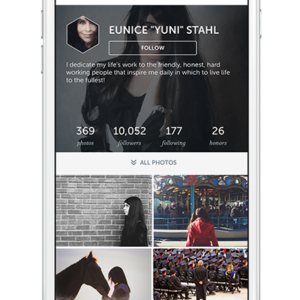 EUNICE "YUNI" STAHL
FOLLOW
I dedicate my life's work to the friendly, honest, hard
working people that inspire me daily in which to live life
to the fullest!
369 10,052 177 26
photos followers following honors
ALL PHOTOS